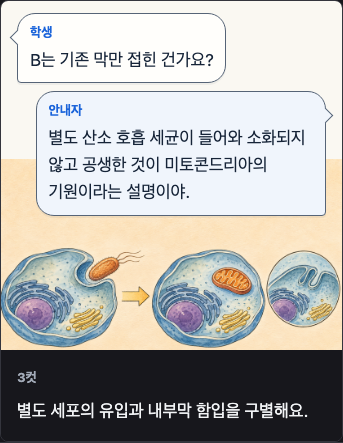 학생
B는 기존 막만 접힌 건가요?
안내자
별도 산소 호흡 세균이 들어와 소화되지
않고 공생한 것이 미토콘드리아의
기원이라는 설명이야.
3컷
별도 세포의 유입과 내부막 함입을 구별해요.